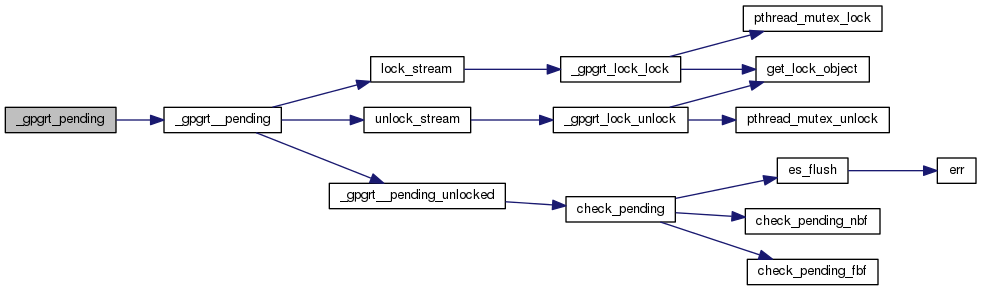 _gpgrt_pending
_gpgrt__pending
lock_stream
_gpgrt_lock_lock
pthread_mutex_lock
get_lock_object
unlock_stream
_gpgrt_lock_unlock
pthread_mutex_unlock
_gpgrt__pending_unlocked
check_pending
es_flush
err
check_pending_nbf
check_pending_fbf